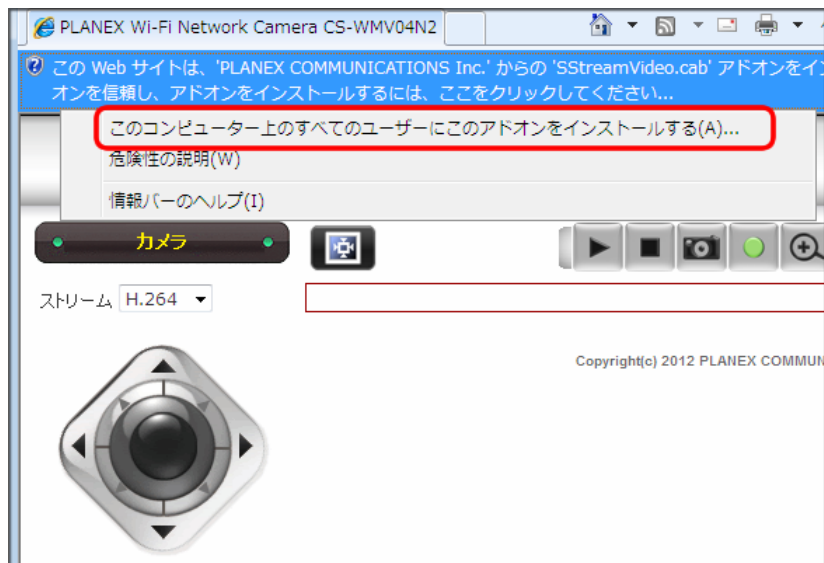 PLANEX Wi-Fi Network Camera CS-WMV04N2
この Web サイトは、'PLANEX COMMUNICATIONS Inc.' からの 'SStreamVideo.cab' アドオンをイ
オンを信頼し、アドオンをインストールするには、ここをクリックしてください...
このコンピューター上のすべてのユーザーにこのアドオンをインストールする(A)...
危険性の説明(W)
情報バーのヘルプ(I)
カメラ
ストリーム H.264
Copyright(c) 2012 PLANEX COMMUN